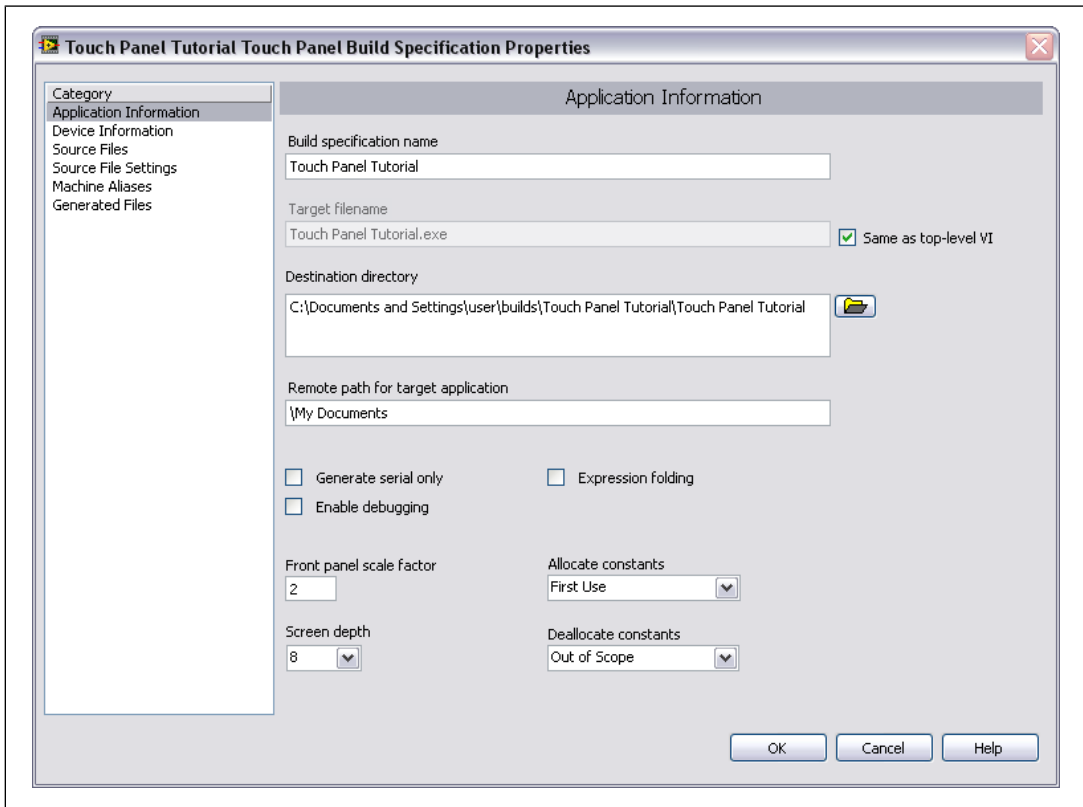 Touch Panel Tutorial Touch Panel Build Specification Properties
Category
Application Information
Device Information
Source Files
Source File Settings
Machine Aliases
Generated Files
Application Information
Build specification name
Touch Panel Tutorial
Target filename
Touch Panel Tutorial.exe
Same as top-level VI
Destination directory
C:\Documents and Settings\user\builds\Touch Panel Tutorial\Touch Panel Tutorial
Remote path for target application
\My Documents
Generate serial only
Expression folding
Enable debugging
Front panel scale factor
2
Allocate constants
First Use
Screen depth
8
Deallocate constants
Out of Scope
OK
Cancel
Help